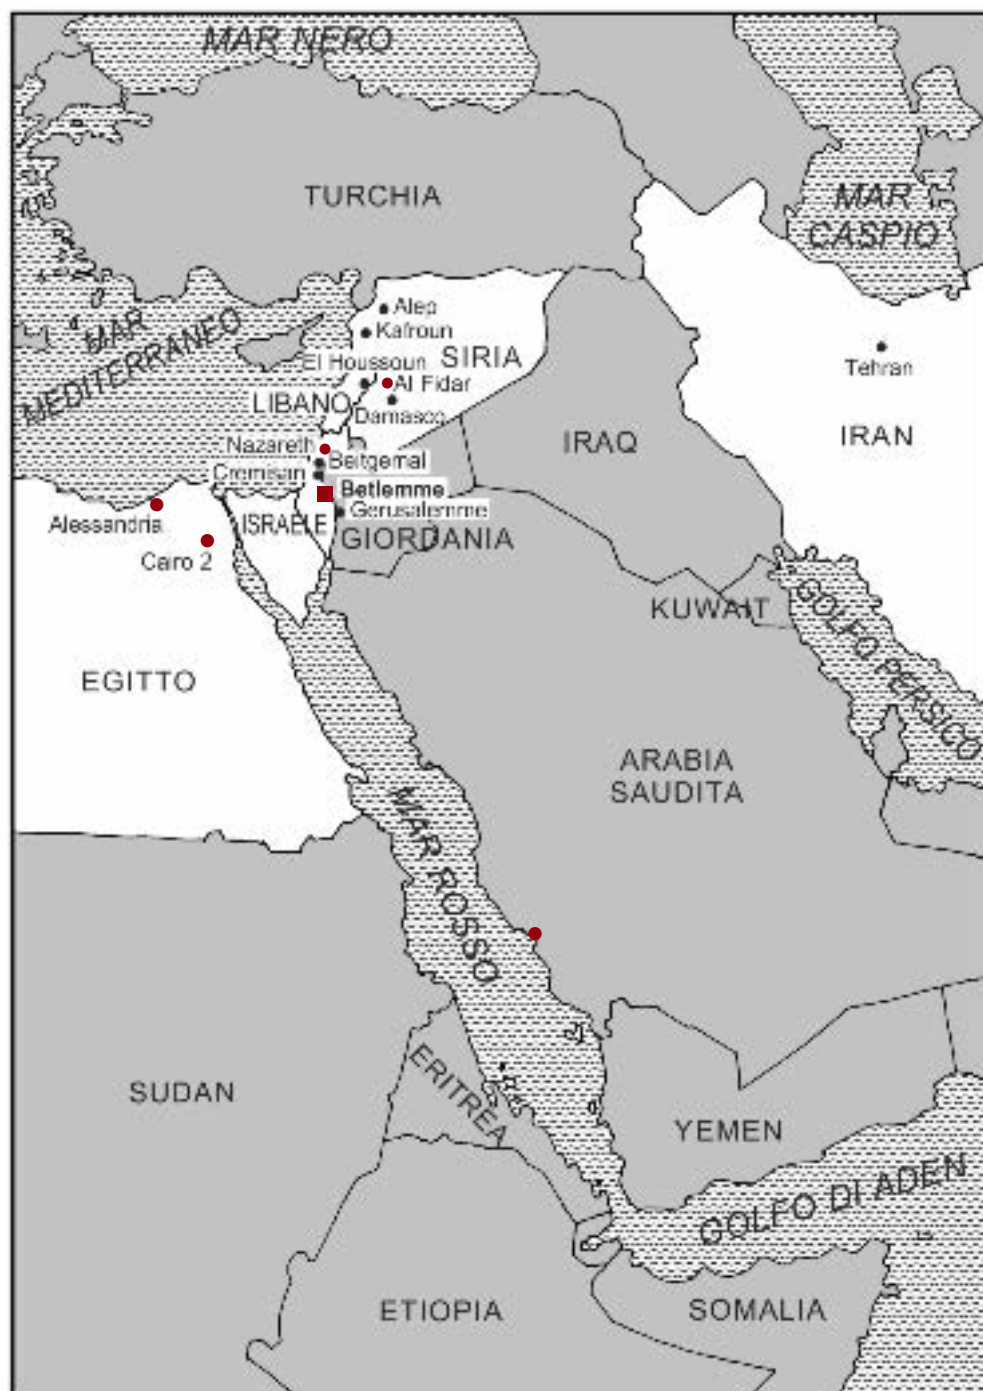 MAR NERO
TURCHIA
MAR
CASPIO
MAR
MEDITERRANEO
Alep
Kafroun
El Houssoun
SIRIA
Al Fidar
LIBANO
Damasco
Tehran
IRAN
IRAQ
Nazareth
Beitgemal
Cremisan
Betlemme
Gerusalemme
Alessandria
ISRAELE
GIORDANIA
Cairo 2
KUWAIT
GOLFO PERSICO
EGITTO
ARABIA
SAUDITA
MAR ROSSO
ERITREA
SUDAN
YEMEN
GOLFO DI ADEN
ETIOPIA
SOMALIA